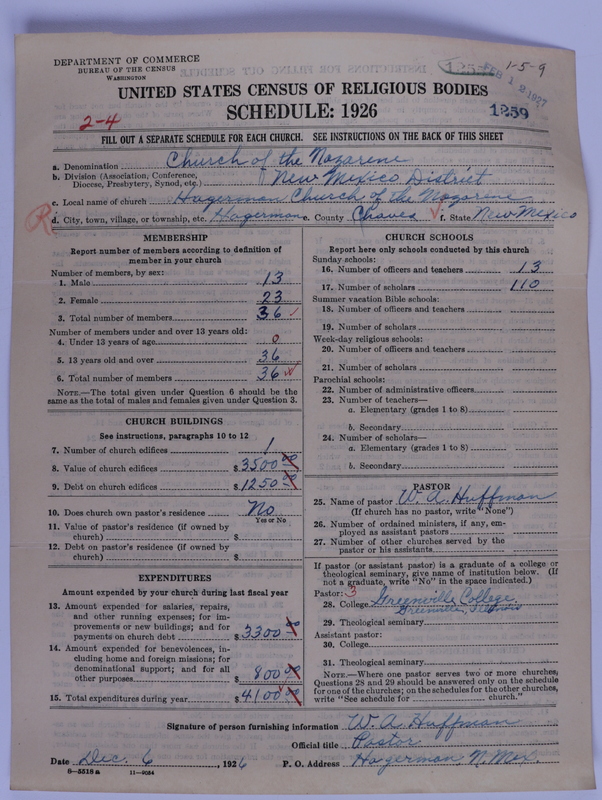 DEPARTMENT OF COMMERCE
BUREAU OF THE CENSUS
WASHINGTON
1-5-9
FEB 12 1927
1259
UNITED STATES CENSUS OF RELIGIOUS BODIES
SCHEDULE: 1926
2-4
FILL OUT A SEPARATE SCHEDULE FOR EACH CHURCH. SEE INSTRUCTIONS ON THE BACK OF THIS SHEET
a. Denomination Church of the Nazarene
b. Division (Association, Conference, Diocese, Presbytery, Synod, etc.) New Mexico District
c. Local name of church Hagerman Church of the Nazarene
d. City, town, village, or township, etc. Hagerman e. County Chaves f. State New Mexico
MEMBERSHIP
Report number of members according to definition of
member in your church
Number of members, by sex:
1. Male 13
2. Female 23
3. Total number of members 36
Number of members under and over 13 years old:
4. Under 13 years of age 0
5. 13 years old and over 36
6. Total number of members 36
NOTE.—The total given under Question 6 should be
the same as the total of males and females given under Question 3.
CHURCH BUILDINGS
See instructions, paragraphs 10 to 12
7. Number of church edifices 1
8. Value of church edifices $3500 00
9. Debt on church edifices $1250 00
10. Does church own pastor's residence No
Yes or No
11. Value of pastor's residence (if owned by
church) $
12. Debt on pastor's residence (if owned by
church) $
EXPENDITURES
Amount expended by church during last fiscal year
13. Amount expended for salaries, repairs,
and other running expenses; for im-
provements or new buildings; and for
payments on church debt $3300 00
14. Amount expended for benevolences, in-
cluding home and foreign missions; for
denominational support; and for all
other purposes $800 00
15. Total expenditures during year $4100 00
CHURCH SCHOOLS
Report here only schools conducted by this church
Sunday schools:
16. Number of officers and teachers 13
17. Number of scholars 110
Summer vacation Bible schools:
18. Number of officers and teachers
19. Number of scholars
Week-day religious schools:
20. Number of officers and teachers
21. Number of scholars
Parochial schools:
22. Number of administrative officers
23. Number of teachers—
a. Elementary (grades 1 to 8)
b. Secondary
24. Number of scholars—
a. Elementary (grades 1 to 8)
b. Secondary
PASTOR
25. Name of pastor W. A. Huffman
(If church has no pastor, write "None")
26. Number of ordained ministers, if any, em-
ployed as assistant pastors
27. Number of other churches served by the
pastor or his assistants
If pastor (or assistant pastor) is a graduate of a college or
theological seminary, give name of institution below. (If
not a graduate, write "No" in the space indicated.)
Pastor: 3
28. College Greenville College,
Greenville, Illinois
29. Theological seminary
Assistant pastor:
30. College
31. Theological seminary
NOTE.—Where one pastor serves two or more churches,
Questions 28 and 29 should be answered only on the schedule
for one of the churches; on the schedules for the other churches,
write "See schedule for church."
Signature of person furnishing information W. A. Huffman
Official title Pastor
Date Dec. 6, 1926 P. O. Address Hagerman, N. Mex.
8-5518 a 11-9034